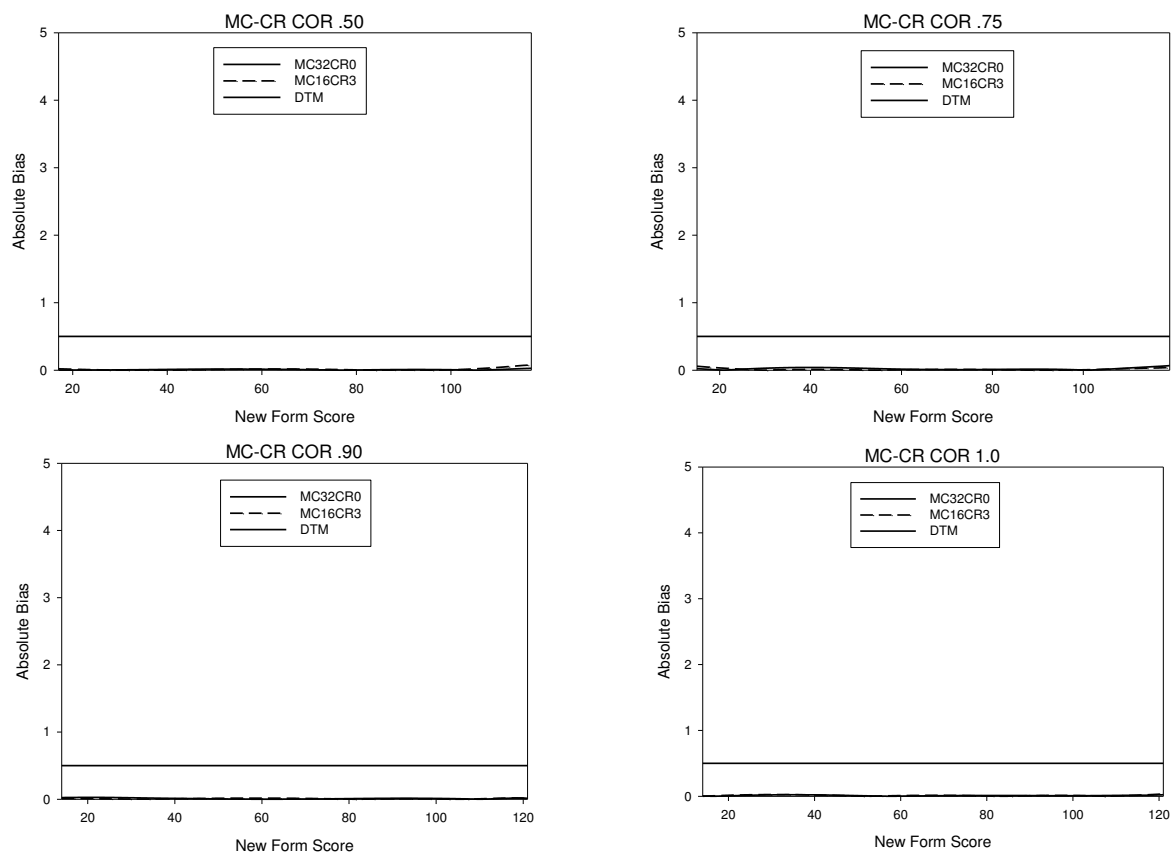 MC-CR COR .50
5
4
3
2
1
0
Absolute Bias
MC32CR0
MC16CR3
DTM
20 40 60 80 100
New Form Score
MC-CR COR .75
5
4
3
2
1
0
Absolute Bias
MC32CR0
MC16CR3
DTM
20 40 60 80 100
New Form Score
MC-CR COR .90
5
4
3
2
1
0
Absolute Bias
MC32CR0
MC16CR3
DTM
20 40 60 80 100 120
New Form Score
MC-CR COR 1.0
5
4
3
2
1
0
Absolute Bias
MC32CR0
MC16CR3
DTM
20 40 60 80 100 120
New Form Score